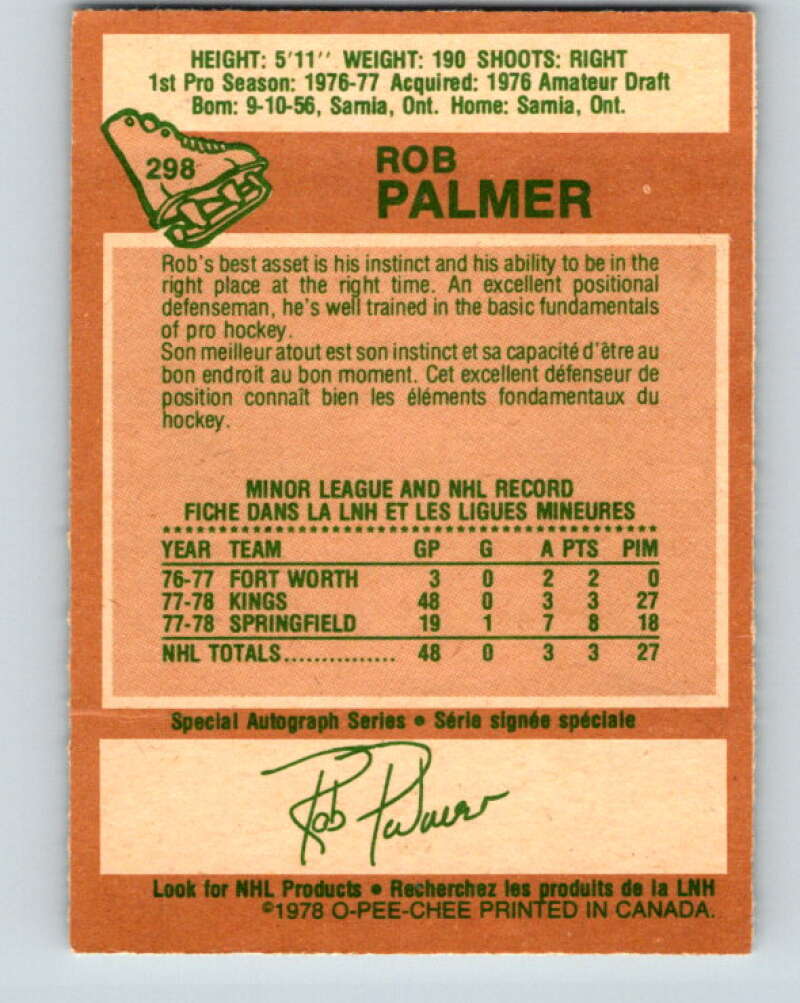 HEIGHT: 5'11'' WEIGHT: 190 SHOOTS: RIGHT
1st Pro Season: 1976-77 Acquired: 1976 Amateur Draft
Born: 9-10-56, Sarnia, Ont. Home: Sarnia, Ont.
298
ROB
PALMER
Rob's best asset is his instinct and his ability to be in the
right place at the right time. An excellent positional
defenseman, he's well trained in the basic fundamentals
of pro hockey.
Son meilleur atout est son instinct et sa capacité d'être au
bon endroit au bon moment. Cet excellent défenseur de
position connaît bien les éléments fondamentaux du
hockey.
MINOR LEAGUE AND NHL RECORD
FICHE DANS LA LNH ET LES LIGUES MINEURES
YEAR TEAM GP G A PTS PIM
76-77 FORT WORTH 3 0 2 2 0
77-78 KINGS 48 0 3 3 27
77-78 SPRINGFIELD 19 1 7 8 18
NHL TOTALS............... 48 0 3 3 27
Special Autograph Series • Série signée spéciale
Rob Palmer
Look for NHL Products • Recherchez les produits de la LNH
©1978 O-PEE-CHEE PRINTED IN CANADA.